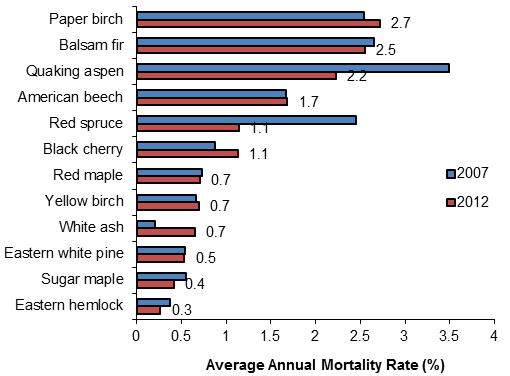 Paper birch
2.7
Balsam fir
2.5
Quaking aspen
2.2
American beech
1.7
Red spruce
1.1
Black cherry
1.1
Red maple
0.7
2007
Yellow birch
0.7
2012
White ash
0.7
Eastern white pine
0.5
Sugar maple
0.4
Eastern hemlock
0.3
0 0.5 1 1.5 2 2.5 3 3.5 4
Average Annual Mortality Rate (%)